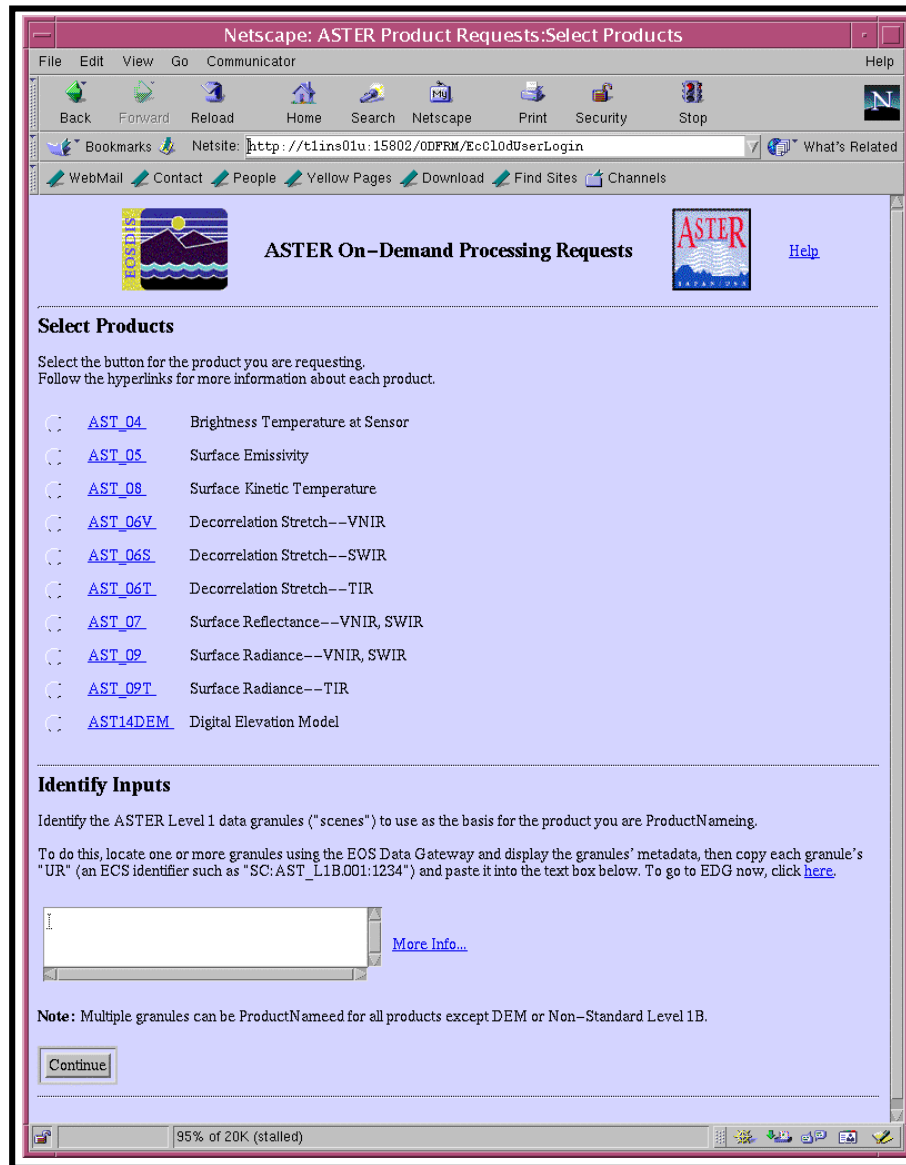 Netscape: ASTER Product Requests:Select Products
File Edit View Go Communicator Help
Back Forward Reload Home Search Netscape Print Security Stop
My
N
Bookmarks Netsite: http://t1ins01u:15802/ODFRM/EcClOdUserLogin What's Related
WebMail Contact People Yellow Pages Download Find Sites Channels
EOSDIS
ASTER On-Demand Processing Requests
ASTER
JAPAN/USA
Help
Select Products
Select the button for the product you are requesting.
Follow the hyperlinks for more information about each product.
AST_04 Brightness Temperature at Sensor
AST_05 Surface Emissivity
AST_08 Surface Kinetic Temperature
AST_06V Decorrelation Stretch--VNIR
AST_06S Decorrelation Stretch--SWIR
AST_06T Decorrelation Stretch--TIR
AST_07 Surface Reflectance--VNIR, SWIR
AST_09 Surface Radiance--VNIR, SWIR
AST_09T Surface Radiance--TIR
AST14DEM Digital Elevation Model
Identify Inputs
Identify the ASTER Level 1 data granules ("scenes") to use as the basis for the product you are ProductNameing.
To do this, locate one or more granules using the EOS Data Gateway and display the granules' metadata, then copy each granule's
"UR" (an ECS identifier such as "SC:AST_L1B.001:1234") and paste it into the text box below. To go to EDG now, click here.
More Info...
Note: Multiple granules can be ProductNameed for all products except DEM or Non-Standard Level 1B.
Continue
95% of 20K (stalled)